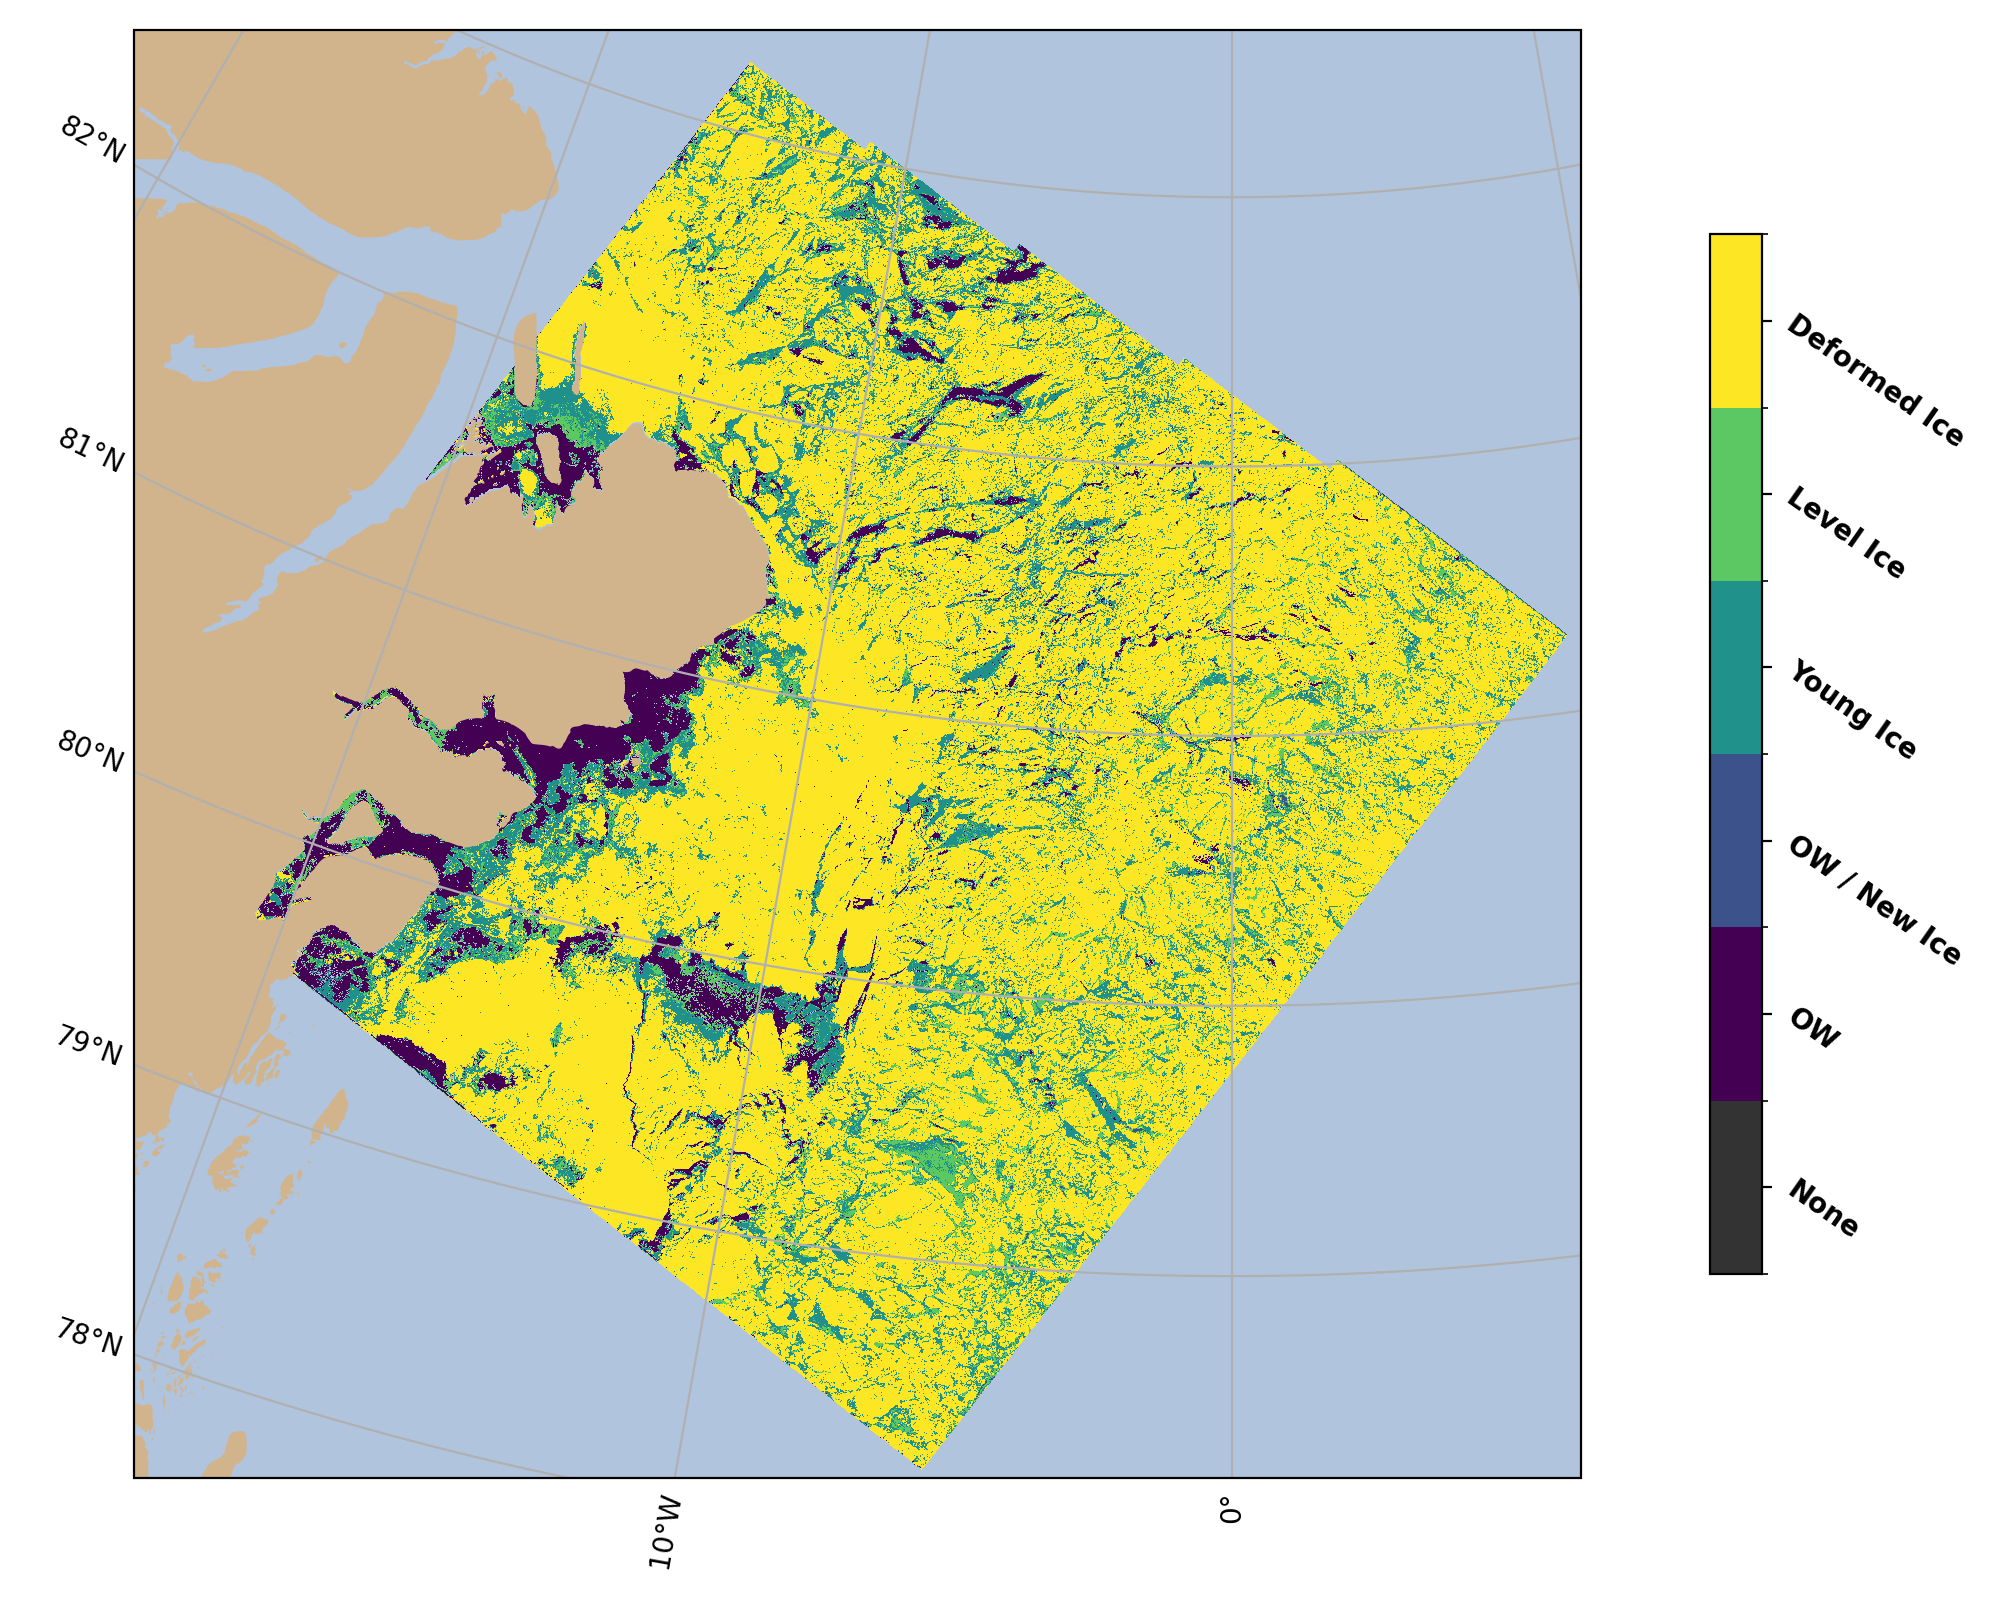 82°N
81°N
80°N
79°N
78°N
10°W
0°
Deformed Ice
Level Ice
Young Ice
OW / New Ice
OW
None